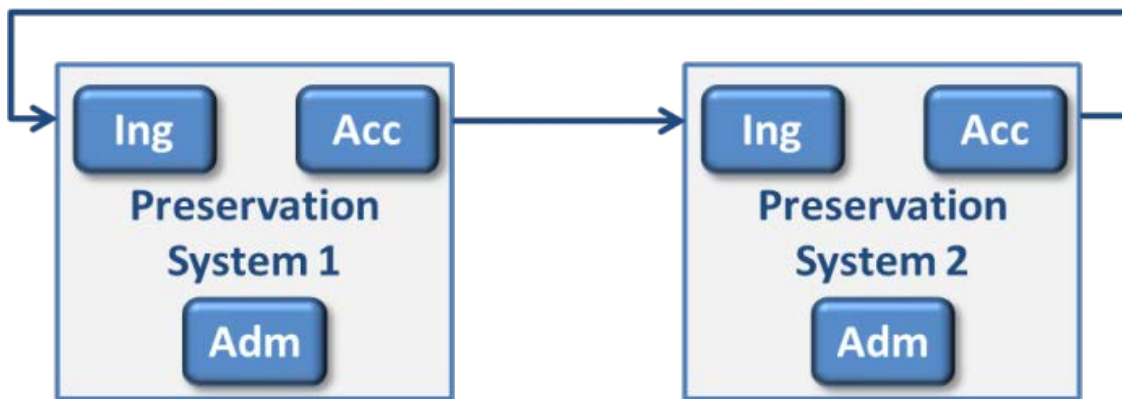 Ing
Acc
Preservation
System 1
Adm
Ing
Acc
Preservation
System 2
Adm